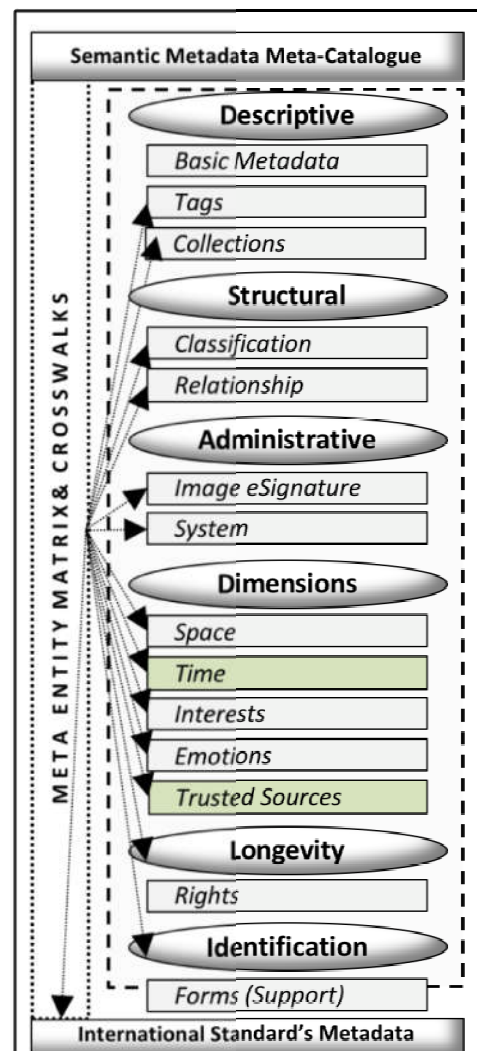 Semantic Metadata Meta-Catalogue
META ENTITY MATRIX& CROSSWALKS
Descriptive
Basic Metadata
Tags
Collections
Structural
Classification
Relationship
Administrative
Image eSignature
System
Dimensions
Space
Time
Interests
Emotions
Trusted Sources
Longevity
Rights
Identification
Forms (Support)
International Standard's Metadata